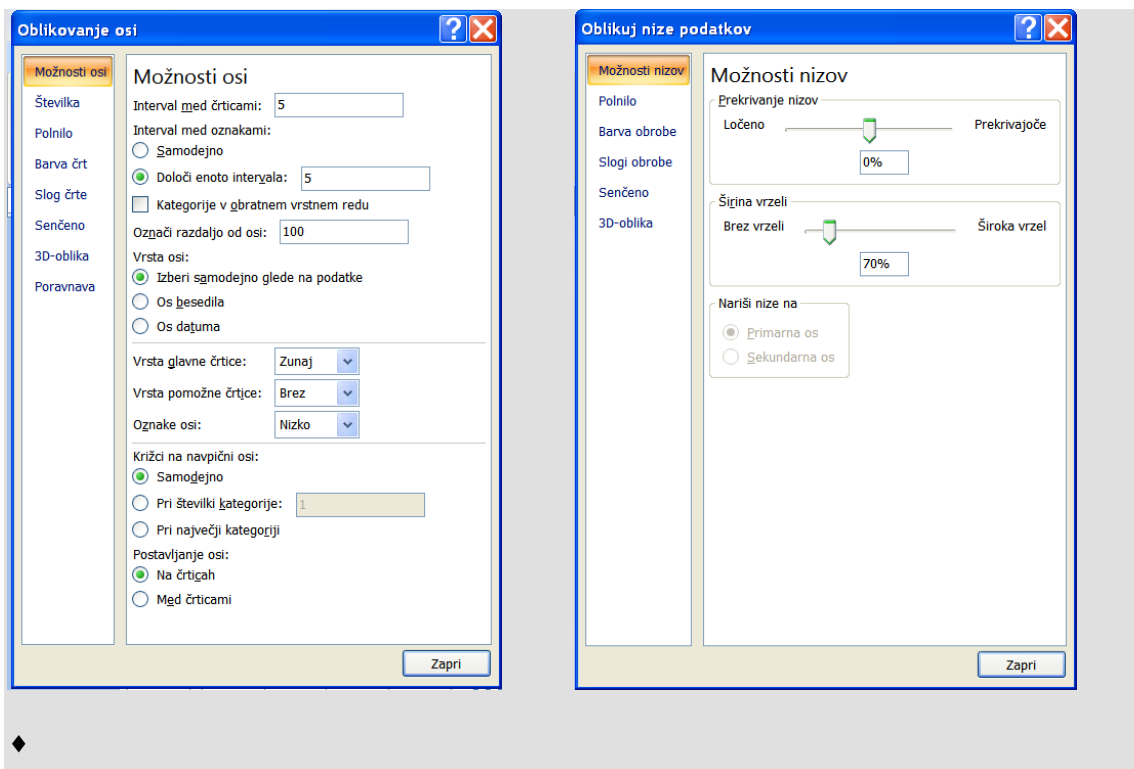 Oblikovanje osi
Možnosti osi
Številka
Polnilo
Barva črt
Slog črte
Senčeno
3D-oblika
Poravnava
Možnosti osi
Interval med črticami: 5
Interval med oznakami:
Samodejno
Določi enoto intervala: 5
Kategorije v obratnem vrstnem redu
Označi razdaljo od osi: 100
Vrsta osi:
Izberi samodejno glede na podatke
Os besedila
Os datuma
Vrsta glavne črtice: Zunaj
Vrsta pomožne črtice: Brez
Oznake osi: Nizko
Križci na navpični osi:
Samodejno
Pri številki kategorije: 1
Pri največji kategoriji
Postavljanje osi:
Na črticah
Med črticami
Zapri
Oblikuj nize podatkov
Možnosti nizov
Polnilo
Barva obrobe
Slogi obrobe
Senčeno
3D-oblika
Možnosti nizov
Prekrivanje nizov
Ločeno Prekrivajoče
0%
Širina vrzeli
Brez vrzeli Široka vrzel
70%
Nariši nize na
Primarna os
Sekundarna os
Zapri